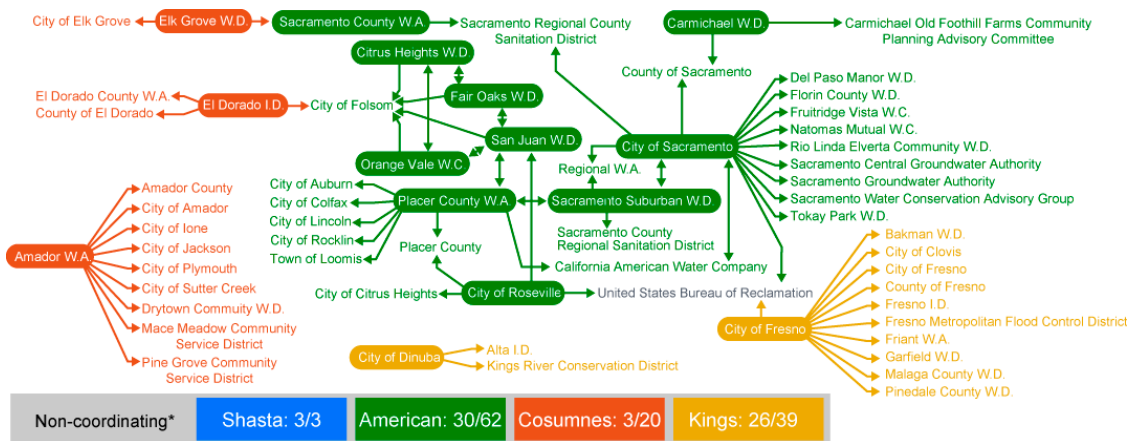 City of Elk Grove
Elk Grove W.D.
Sacramento County W.A.
Sacramento Regional County
Sanitation District
Carmichael W.D.
Carmichael Old Foothill Farms Community
Planning Advisory Committee
Citrus Heights W.D.
County of Sacramento
El Dorado County W.A.
County of El Dorado
El Dorado I.D.
City of Folsom
Fair Oaks W.D.
San Juan W.D.
Orange Vale W.C
City of Sacramento
Regional W.A.
Del Paso Manor W.D.
Florin County W.D.
Fruitridge Vista W.C.
Natomas Mutual W.C.
Rio Linda Elverta Community W.D.
Sacramento Central Groundwater Authority
Sacramento Groundwater Authority
Sacramento Water Conservation Advisory Group
Tokay Park W.D.
City of Auburn
City of Colfax
City of Lincoln
City of Rocklin
Town of Loomis
Placer County W.A.
Sacramento Suburban W.D.
Sacramento County
Regional Sanitation District
Placer County
California American Water Company
City of Citrus Heights
City of Roseville
United States Bureau of Reclamation
Amador W.A.
Amador County
City of Amador
City of Ione
City of Jackson
City of Plymouth
City of Sutter Creek
Drytown Commuity W.D.
Mace Meadow Community
Service District
Pine Grove Community
Service District
City of Dinuba
Alta I.D.
Kings River Conservation District
City of Fresno
Bakman W.D.
City of Clovis
City of Fresno
County of Fresno
Fresno I.D.
Fresno Metropolitan Flood Control District
Friant W.A.
Garfield W.D.
Malaga County W.D.
Pinedale County W.D.
Non-coordinating*
Shasta: 3/3
American: 30/62
Cosumnes: 3/20
Kings: 26/39